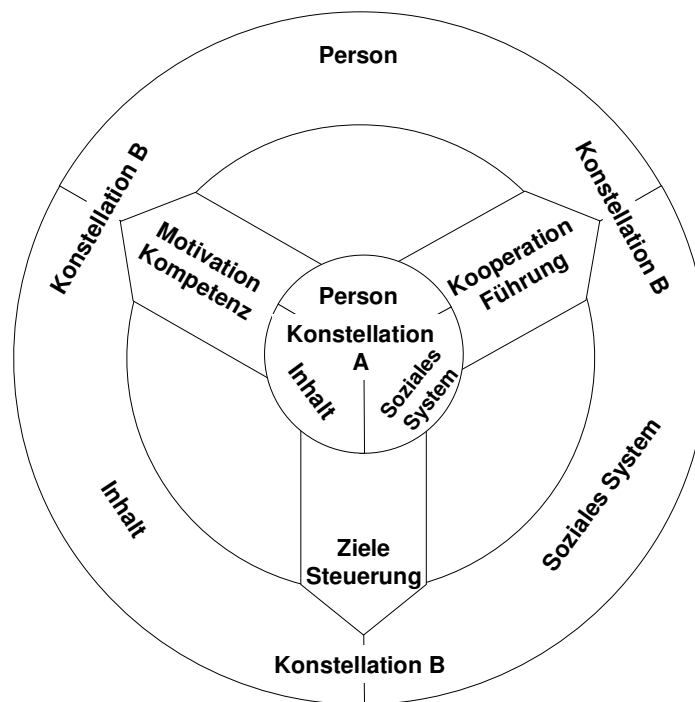 Person
Konstellation B
Konstellation B
Motivation
Kompetenz
Kooperation
Führung
Person
Konstellation
A
Inhalt
Soziales
System
Inhalt
Soziales System
Ziele
Steuerung
Konstellation B